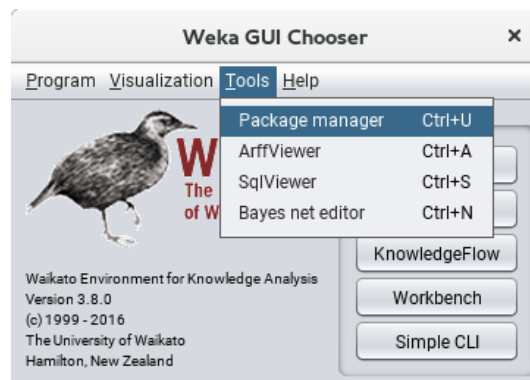 Weka GUI Chooser
Program Visualization Tools Help
Package manager Ctrl+U
ArffViewer Ctrl+A
SqlViewer Ctrl+S
Bayes net editor Ctrl+N
W
The
of W
KnowledgeFlow
Workbench
Simple CLI
Waikato Environment for Knowledge Analysis
Version 3.8.0
(c) 1999 - 2016
The University of Waikato
Hamilton, New Zealand